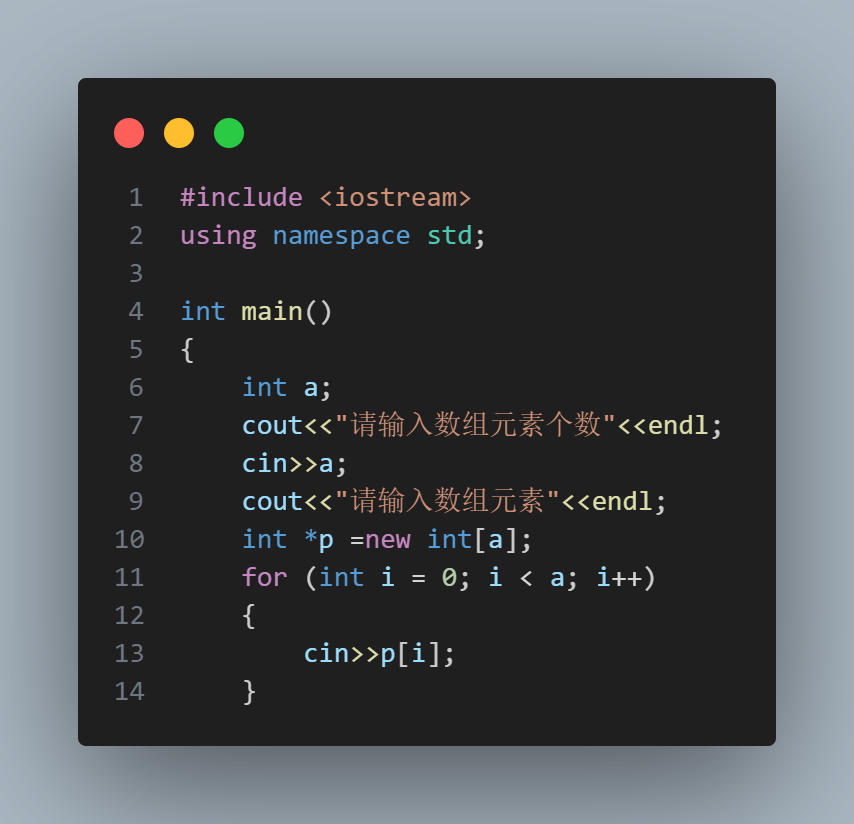 1 #include <iostream>
2 using namespace std;
3
4 int main()
5 {
6     int a;
7     cout<<"请输入数组元素个数"<<endl;
8     cin>>a;
9     cout<<"请输入数组元素"<<endl;
10     int *p =new int[a];
11     for (int i = 0; i < a; i++)
12     {
13         cin>>p[i];
14     }